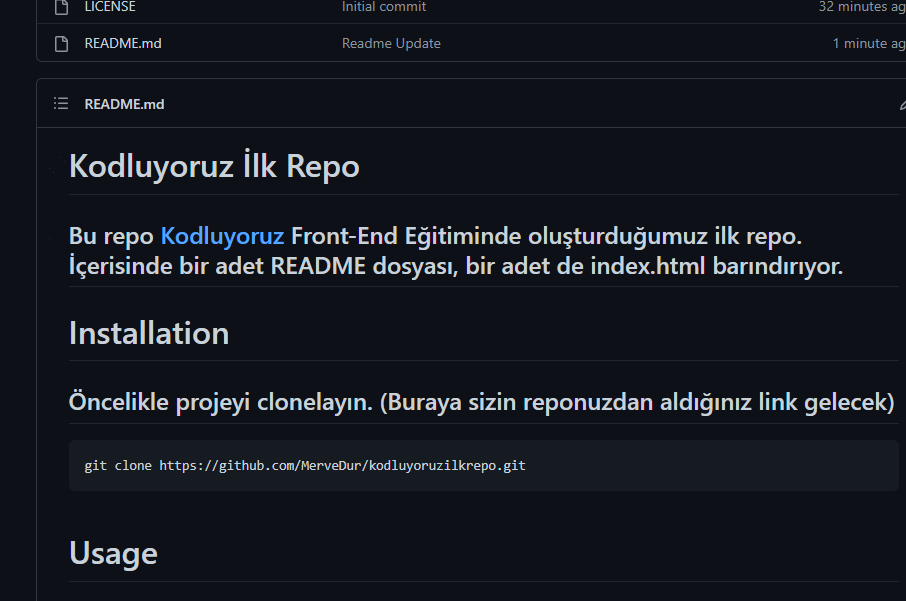 LICENSE Initial commit 32 minutes ag
README.md Readme Update 1 minute ag
README.md
Kodluyoruz İlk Repo
Bu repo Kodluyoruz Front-End Eğitiminde oluşturduğumuz ilk repo.
İçerisinde bir adet README dosyası, bir adet de index.html barındırıyor.
Installation
Öncelikle projeyi clonelayın. (Buraya sizin reponuzdan aldığınız link gelecek)
git clone https://github.com/MerveDur/kodluyoruzilkrepo.git
Usage